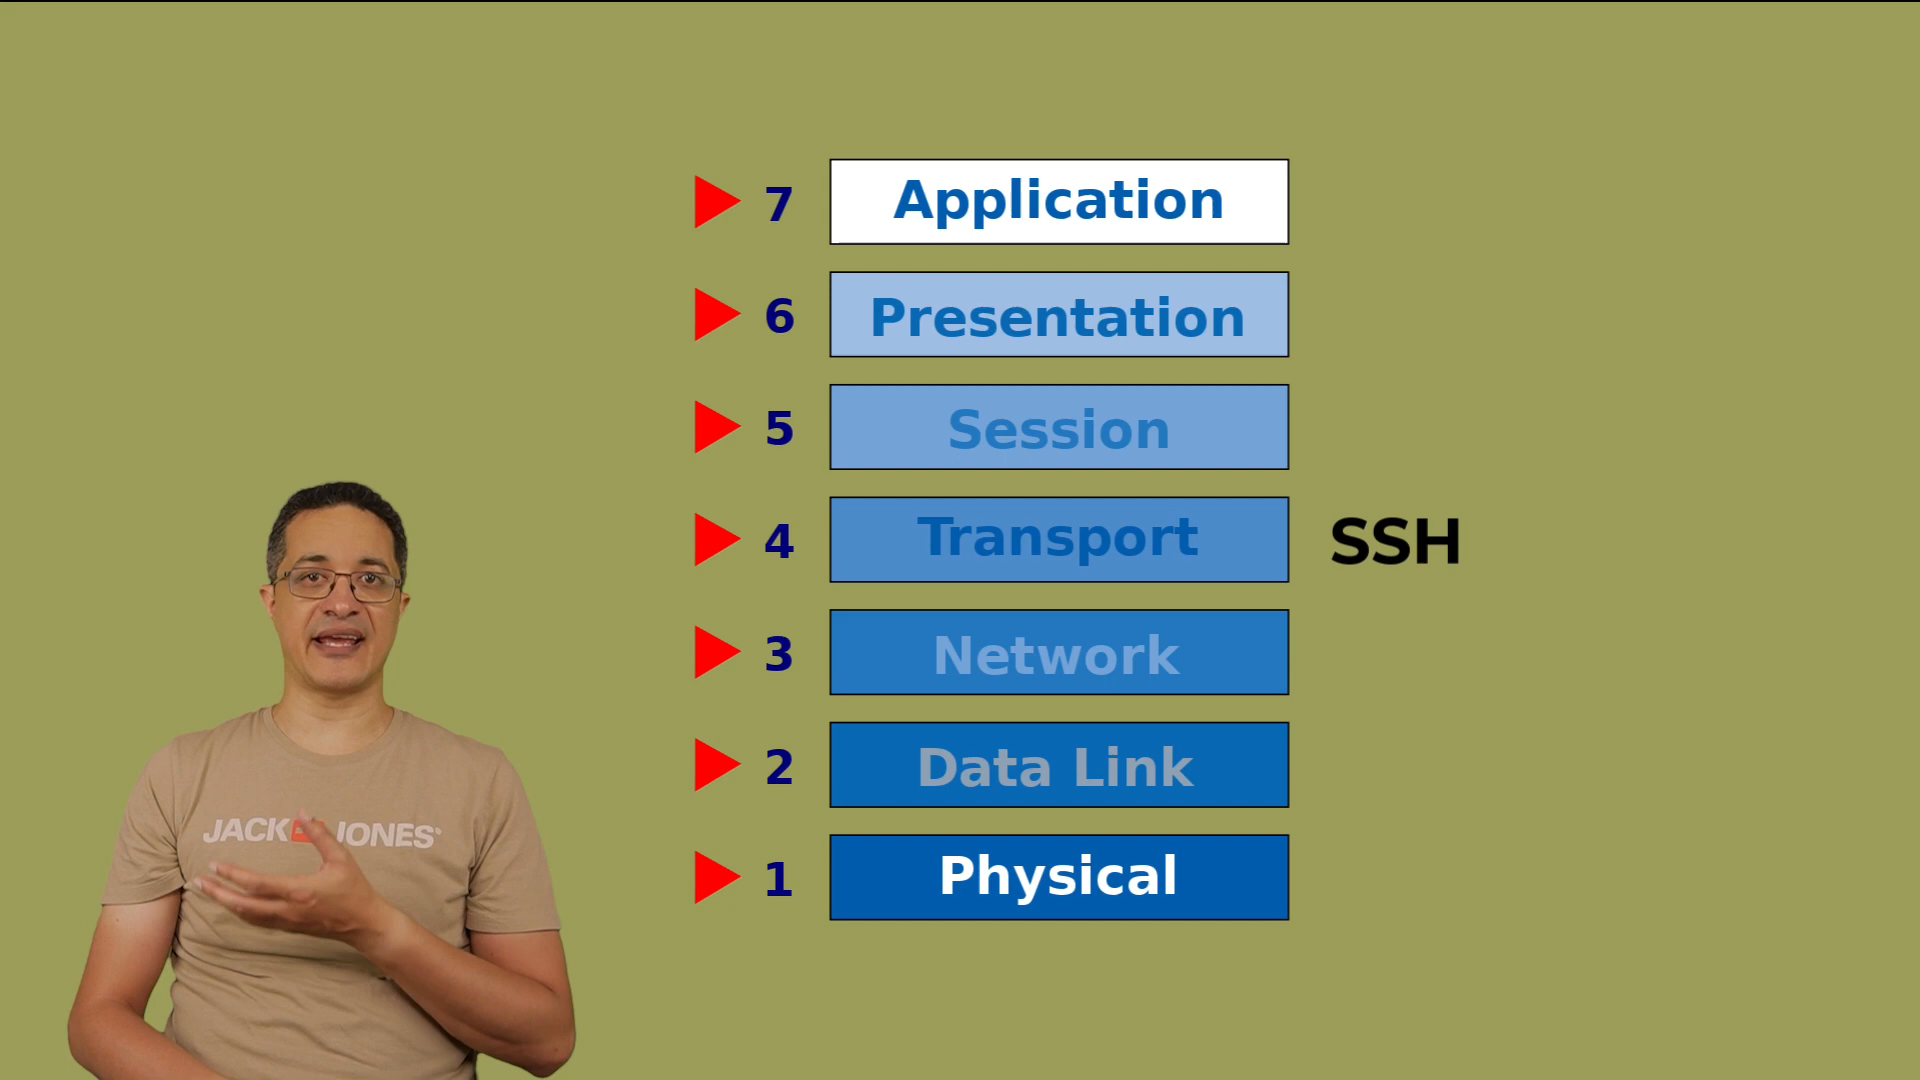 7 Application
6 Presentation
5 Session
4 Transport SSH
3 Network
2 Data Link
1 Physical
JACK JONES